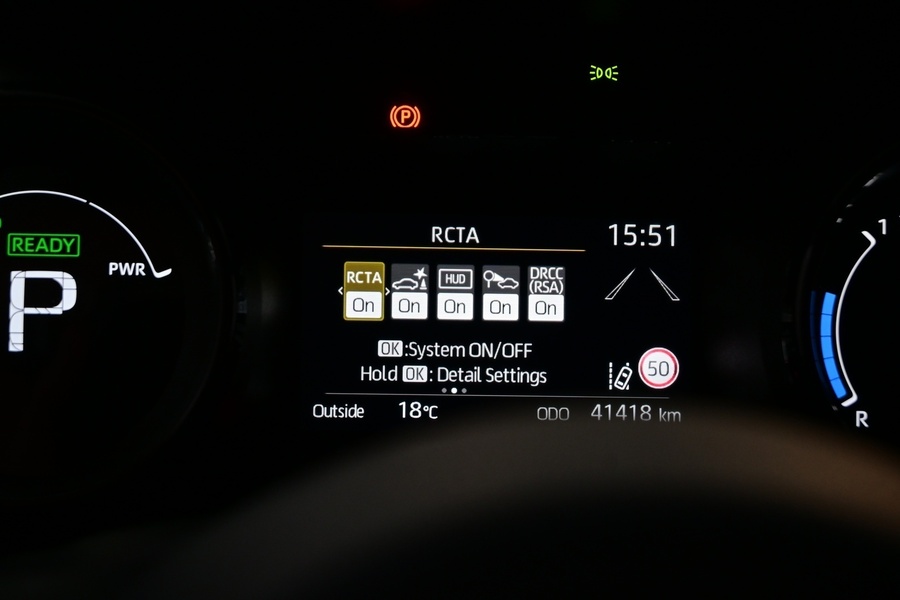 P
READY
PWR
P
RCTA
15:51
RCTA
HUD
DRCC
(RSA)
On
On
On
On
On
OK:System ON/OFF
Hold OK: Detail Settings
50
Outside 18°C
ODO 41418 km
1
R